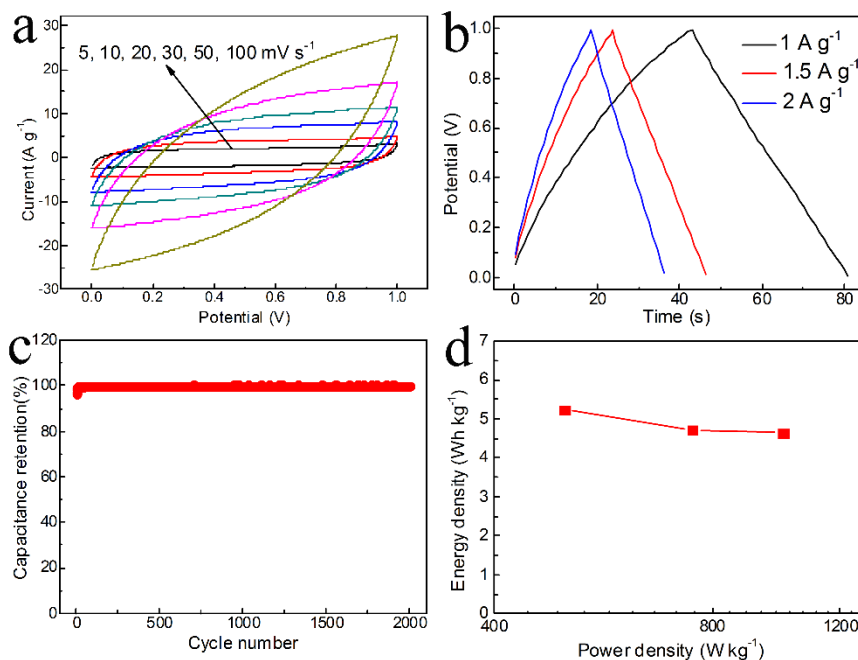 a
5, 10, 20, 30, 50, 100 mV s⁻¹
30
25
20
10
0
-10
-20
-30
0.0 0.2 0.4 0.6 0.8 1.0
Current (A g⁻¹)
Potential (V)
b
1 A g⁻¹
1.5 A g⁻¹
2 A g⁻¹
1.0
0.8
0.6
0.4
0.2
0.0
0 20 40 60 80
Potential (V)
Time (s)
c
120
100
80
60
40
20
0
0 500 1000 1500 2000
Capacitance retention(%)
Cycle number
d
7
6
5
4
3
2
1
0
400 800 1200
Energy density (Wh kg⁻¹)
Power density (W kg⁻¹)